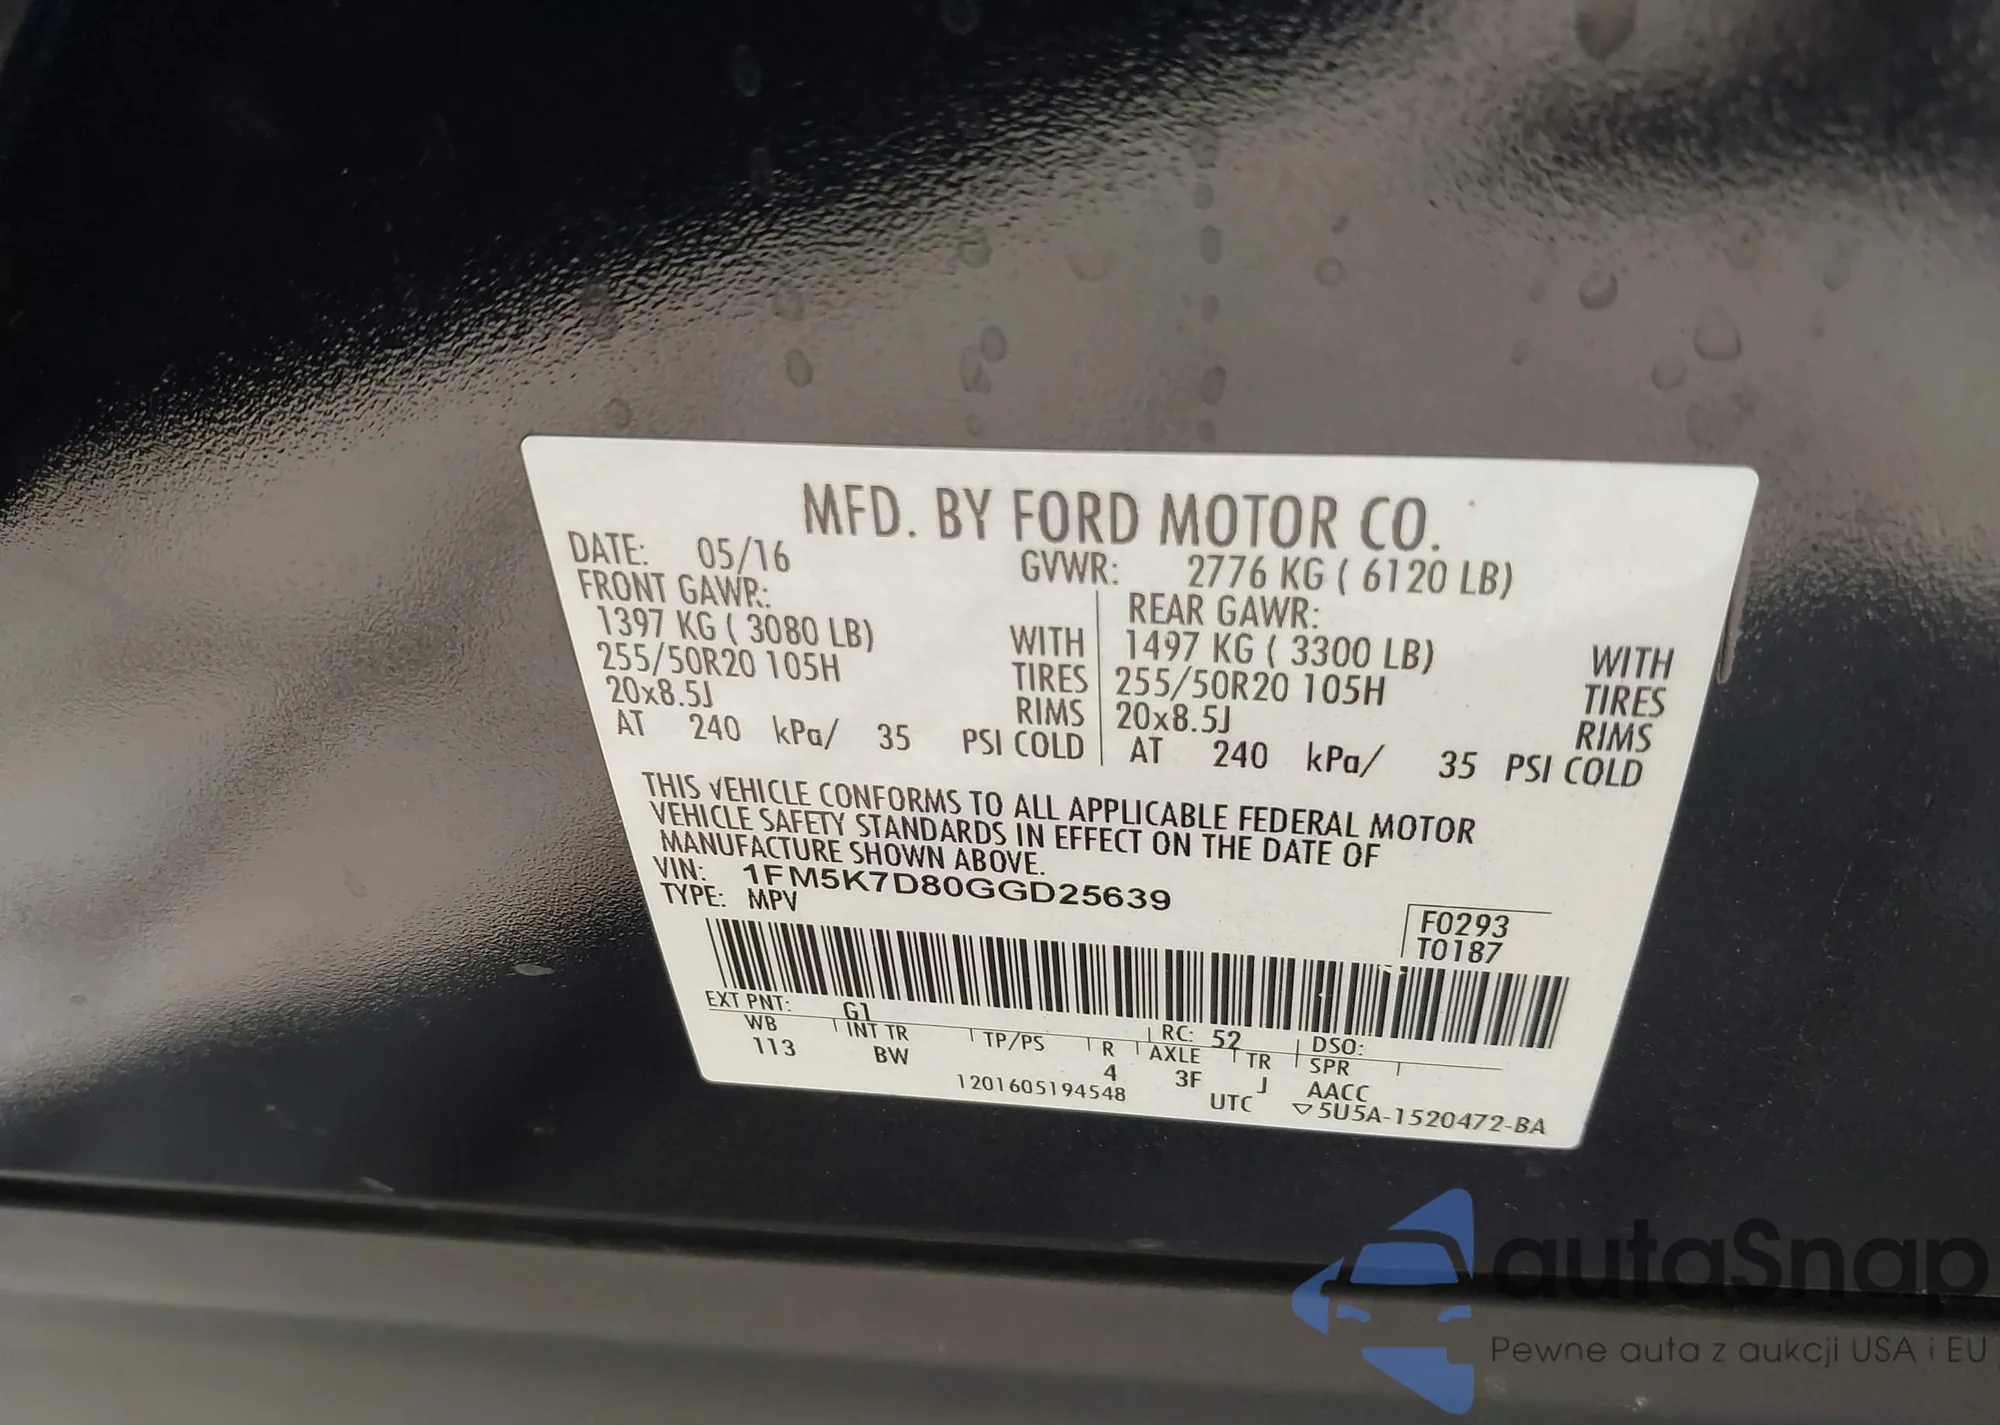 MFD. BY FORD MOTOR CO.
DATE: 05/16 GVWR: 2776 KG ( 6120 LB)
FRONT GAWR: REAR GAWR:
1397 KG ( 3080 LB) WITH 1497 KG ( 3300 LB) WITH
255/50R20 105H TIRES 255/50R20 105H TIRES
20x8.5J RIMS 20x8.5J RIMS
AT 240 kPa/ 35 PSI COLD AT 240 kPa/ 35 PSI COLD
THIS VEHICLE CONFORMS TO ALL APPLICABLE FEDERAL MOTOR
VEHICLE SAFETY STANDARDS IN EFFECT ON THE DATE OF
MANUFACTURE SHOWN ABOVE.
VIN: 1FM5K7D80GGD25639
TYPE: MPV
F0293
T0187
EXT PNT: G1 RC: 52 DSO:
WB INT TR TP/PS R AXLE TR SPR
113 BW 4 3F J AACC
1201605194548 UTC ▽5U5A-1520472-BA
autaSnap
Pewne auta z aukcji USA i EU